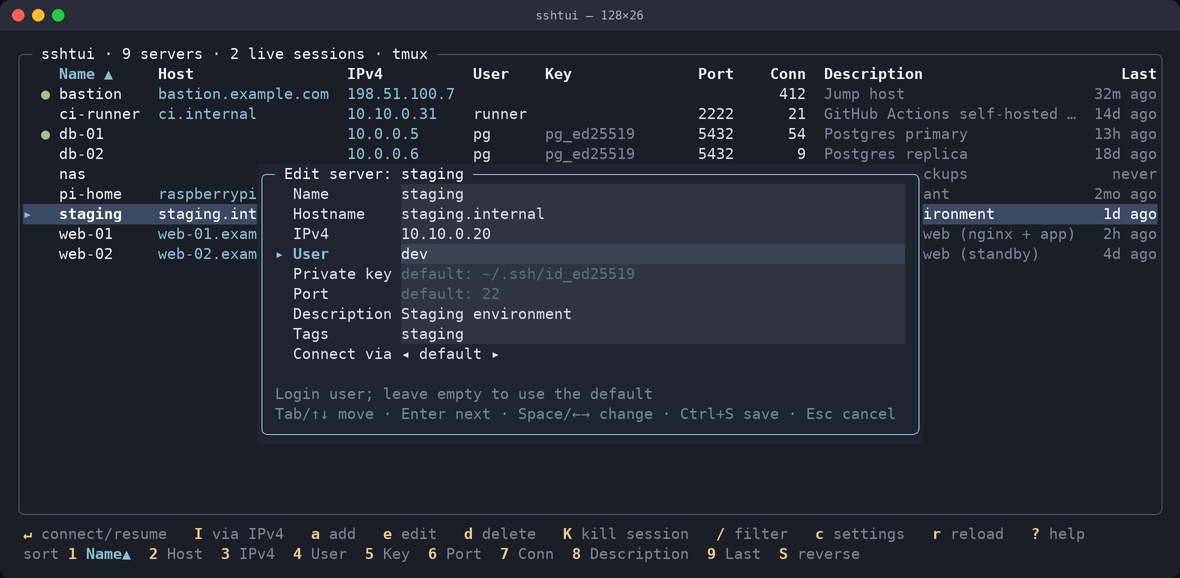 sshtui — 128×26
sshtui · 9 servers · 2 live sessions · tmux
Name ▲ Host IPv4 User Key Port Conn Description Last
● bastion bastion.example.com 198.51.100.7 412 Jump host 32m ago
ci-runner ci.internal 10.10.0.31 runner 2222 21 GitHub Actions self-hosted … 14d ago
● db-01 10.0.0.5 pg pg_ed25519 5432 54 Postgres primary 13h ago
db-02 10.0.0.6 pg pg_ed25519 5432 9 Postgres replica 18d ago
nas ckups never
pi-home raspberrypi ant 2mo ago
▸ staging staging.int ironment 1d ago
web-01 web-01.exam web (nginx + app) 2h ago
web-02 web-02.exam web (standby) 4d ago
Edit server: staging
Name staging
Hostname staging.internal
IPv4 10.10.0.20
▸ User dev
Private key default: ~/.ssh/id_ed25519
Port default: 22
Description Staging environment
Tags staging
Connect via ◂ default ▸
Login user; leave empty to use the default
Tab/↑↓ move · Enter next · Space/←→ change · Ctrl+S save · Esc cancel
↵ connect/resume I via IPv4 a add e edit d delete K kill session / filter c settings r reload ? help
sort 1 Name▲ 2 Host 3 IPv4 4 User 5 Key 6 Port 7 Conn 8 Description 9 Last S reverse